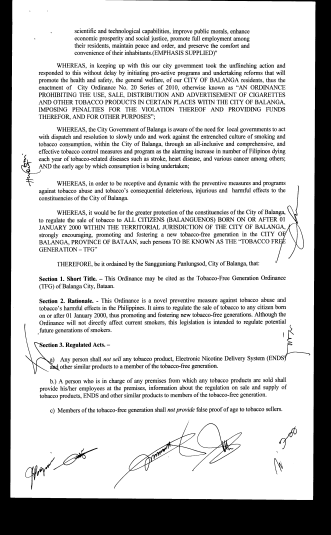 scientific and technological capabilities, improve public morals, enhance
economic prosperity and social justice, promote full employment among
their residents, maintain peace and order, and preserve the comfort and
convenience of their inhabitants.(EMPHASIS SUPPLIED)"
WHEREAS, in keeping up with this our city government took the unflinching action and
responded to this without delay by initiating pro-active programs and undertaking reforms that will
promote the health and safety, the general welfare, of our CITY OF BALANGA residents, thus the
enactment of City Ordinance No. 20 Series of 2010, otherwise known as "AN ORDINANCE
PROHIBITING THE USE, SALE, DISTRIBUTION AND ADVERTISEMENT OF CIGARETTES
AND OTHER TOBACCO PRODUCTS IN CERTAIN PLACES WITIN THE CITY OF BALANGA,
IMPOSING PENALTIES FOR THE VIOLATION THEREOF AND PROVIDING FUNDS
THEREFOR, AND FOR OTHER PURPOSES";
WHEREAS, the City Government of Balanga is aware of the need for local governments to act
with dispatch and resolution to slowly undo and work against the entrenched culture of smoking and
tobacco consumption, within the City of Balanga, through an all-inclusive and comprehensive, and
effective tobacco control measures and program as the alarming increase in number of Filipinos dying
each year of tobacco-related diseases such as stroke, heart disease, and various cancer among others;
AND the early age by which consumption is being undertaken;
WHEREAS, in order to be receptive and dynamic with the preventive measures and programs
against tobacco abuse and tobacco's consequential deleterious, injurious and harmful effects to the
constituencies of the City of Balanga.
WHEREAS, it would be for the greater protection of the constituencies of the City of Balanga,
to regulate the sale of tobacco to ALL CITIZENS (BALANGUENOS) BORN ON OR AFTER 01
JANUARY 2000 WITHIN THE TERRITORIAL JURISDICTION OF THE CITY OF BALANGA,
strongly encouraging, promoting and fostering a new tobacco-free generation in the CITY OF
BALANGA, PROVINCE OF BATAAN, such persons TO BE KNOWN AS THE "TOBACCO FREE
GENERATION – TFG"
THEREFORE, be it ordained by the Sangguniang Panlungsod, City of Balanga, that:
Section 1. Short Title. – This Ordinance may be cited as the Tobacco-Free Generation Ordinance
(TFG) of Balanga City, Bataan.
Section 2. Rationale. – This Ordinance is a novel preventive measure against tobacco abuse and
tobacco's harmful effects in the Philippines. It aims to regulate the sale of tobacco to any citizen born
on or after 01 January 2000, thus promoting and fostering new tobacco-free generations. Although the
Ordinance will not directly affect current smokers, this legislation is intended to regulate potential
future generations of smokers.
Section 3. Regulated Acts. –
a) Any person shall not sell any tobacco product, Electronic Nicotine Delivery System (ENDS)
and other similar products to a member of the tobacco-free generation.
b.) A person who is in charge of any premises from which any tobacco products are sold shall
provide his/her employees at the premises, information about the regulation on sale and supply of
tobacco products, ENDS and other similar products to members of the tobacco-free generation.
c) Members of the tobacco-free generation shall not provide false proof of age to tobacco sellers.